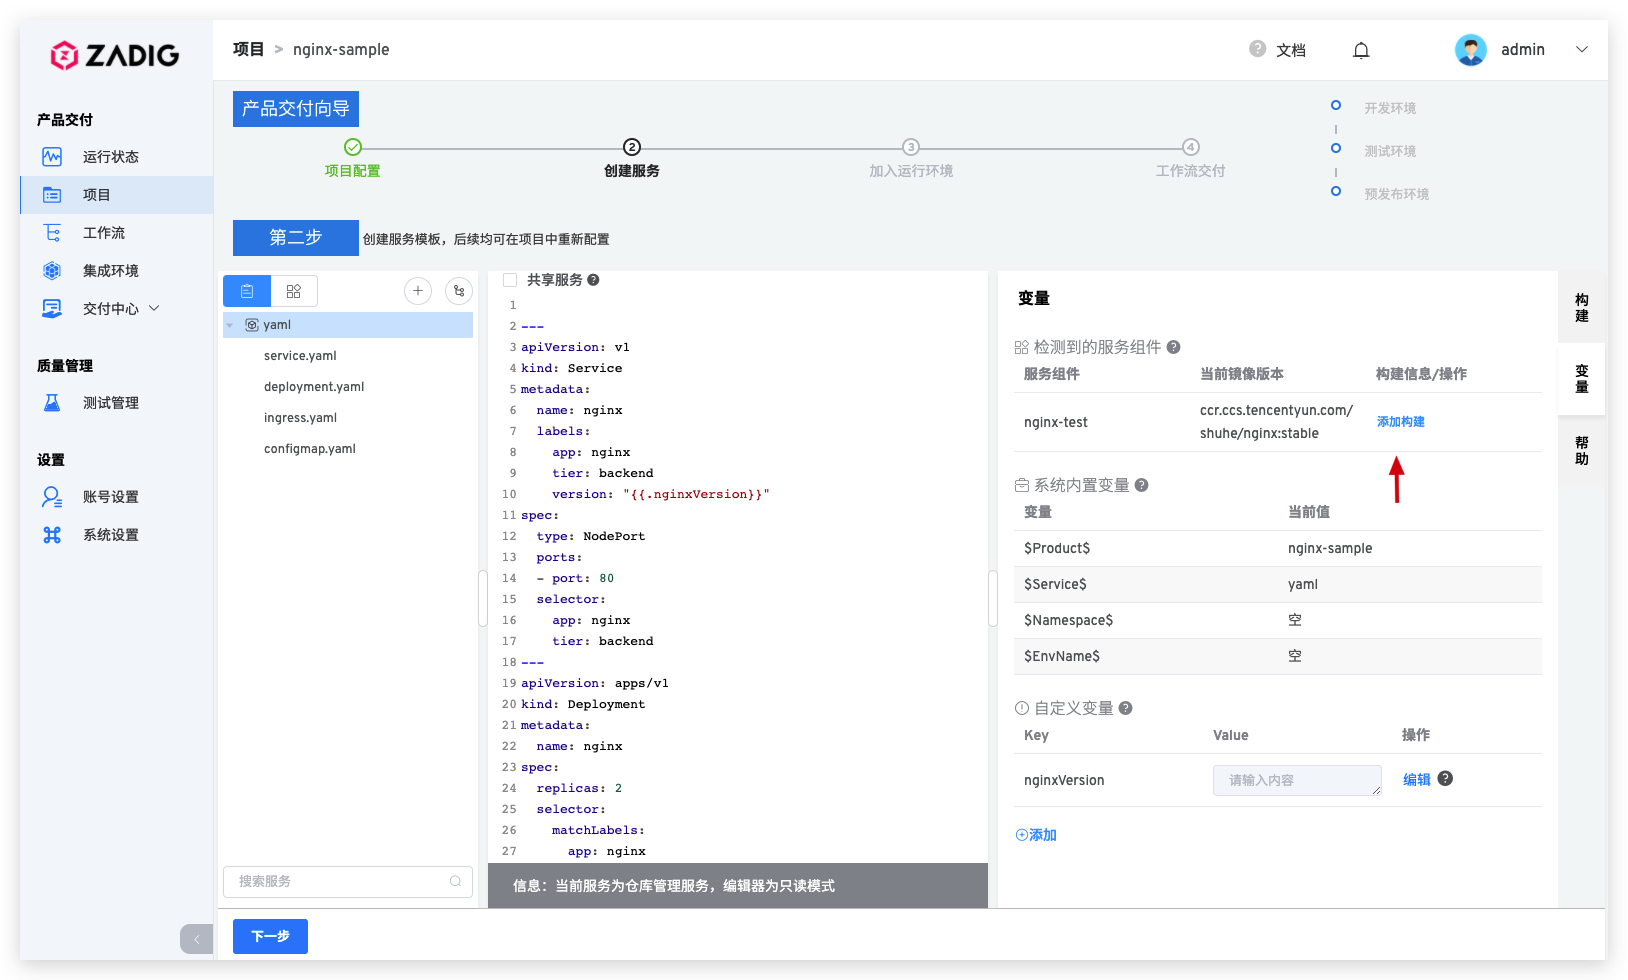 ZADIG
项目 > nginx-sample
? 文档
admin
产品交付
运行状态
项目
工作流
集成环境
交付中心
质量管理
测试管理
设置
账号设置
系统设置
产品交付向导
项目配置
2
创建服务
3
加入运行环境
4
工作流交付
开发环境
测试环境
预发布环境
第二步 创建服务模板，后续均可在项目中重新配置
yaml
service.yaml
deployment.yaml
ingress.yaml
configmap.yaml
搜索服务
共享服务 ?
1
2 ---
3 apiVersion: v1
4 kind: Service
5 metadata:
6   name: nginx
7   labels:
8     app: nginx
9     tier: backend
10     version: "{{.nginxVersion}}"
11 spec:
12   type: NodePort
13   ports:
14   - port: 80
15   selector:
16     app: nginx
17     tier: backend
18 ---
19 apiVersion: apps/v1
20 kind: Deployment
21 metadata:
22   name: nginx
23 spec:
24   replicas: 2
25   selector:
26     matchLabels:
27       app: nginx
信息：当前服务为仓库管理服务，编辑器为只读模式
变量
检测到的服务组件 ?
服务组件 当前镜像版本 构建信息/操作
nginx-test ccr.ccs.tencentyun.com/
shuhe/nginx:stable 添加构建
系统内置变量 ?
变量 当前值
$Product$ nginx-sample
$Service$ yaml
$Namespace$ 空
$EnvName$ 空
自定义变量 ?
Key Value 操作
nginxVersion 请输入内容 编辑 ?
添加
构建
变量
帮助
下一步